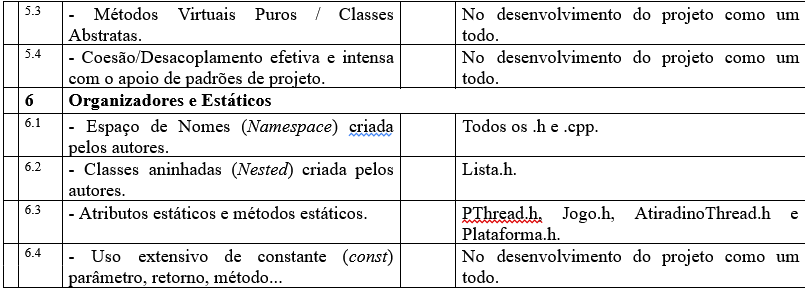 5.3 - Métodos Virtuais Puros / Classes No desenvolvimento do projeto como um
Abstratas. todo.
5.4 - Coesão/Desacoplamento efetiva e intensa No desenvolvimento do projeto como um
com o apoio de padrões de projeto. todo.
6 Organizadores e Estáticos
6.1 - Espaço de Nomes (Namespace) criada Todos os .h e .cpp.
pelos autores.
6.2 - Classes aninhadas (Nested) criada pelos Lista.h.
autores.
6.3 - Atributos estáticos e métodos estáticos. PThread.h, Jogo.h, AtiradinoThread.h e
Plataforma.h.
6.4 - Uso extensivo de constante (const) No desenvolvimento do projeto como um
parâmetro, retorno, método... todo.